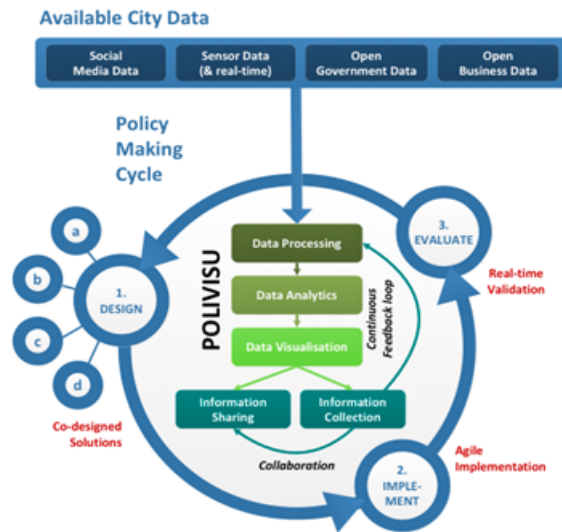 Available City Data
Social
Media Data
Sensor Data
(& real-time)
Open
Government Data
Open
Business Data
Policy
Making
Cycle
a
b
c
d
1.
DESIGN
Co-designed
Solutions
POLIVISU
Data Processing
Data Analytics
Data Visualisation
Information
Sharing
Information
Collection
Continuous
Feedback loop
Collaboration
3.
EVALUATE
Real-time
Validation
2.
IMPLE-
MENT
Agile
Implementation